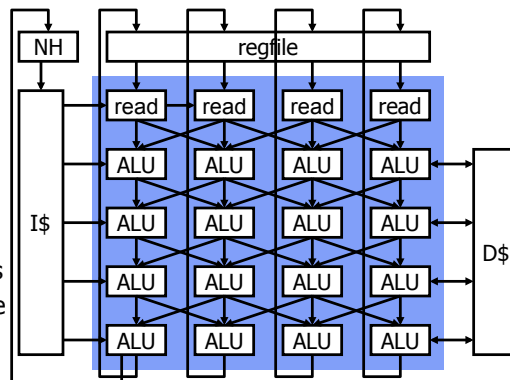 NH regfile
read read read read
ALU ALU ALU ALU
I$ ALU ALU ALU ALU D$
s ALU ALU ALU ALU
e
ALU ALU ALU ALU